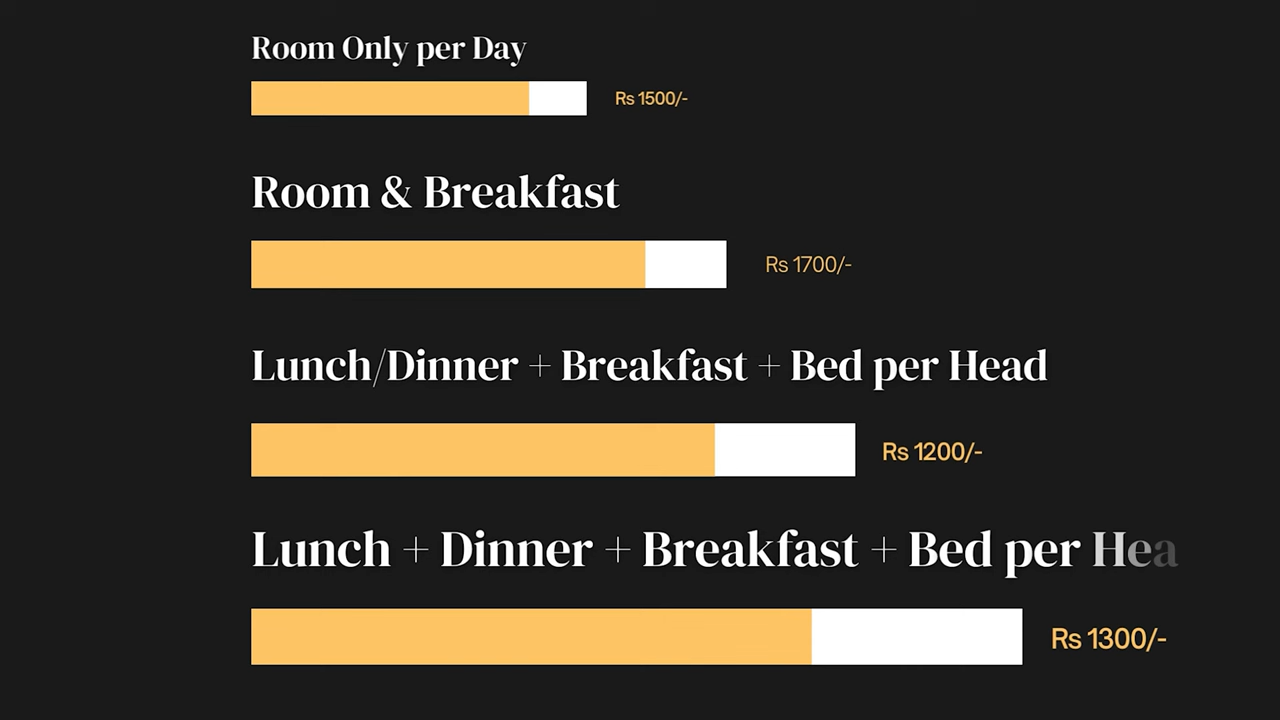 Room Only per Day
Rs 1500/-
Room & Breakfast
Rs 1700/-
Lunch/Dinner + Breakfast + Bed per Head
Rs 1200/-
Lunch + Dinner + Breakfast + Bed per Hea
Rs 1300/-